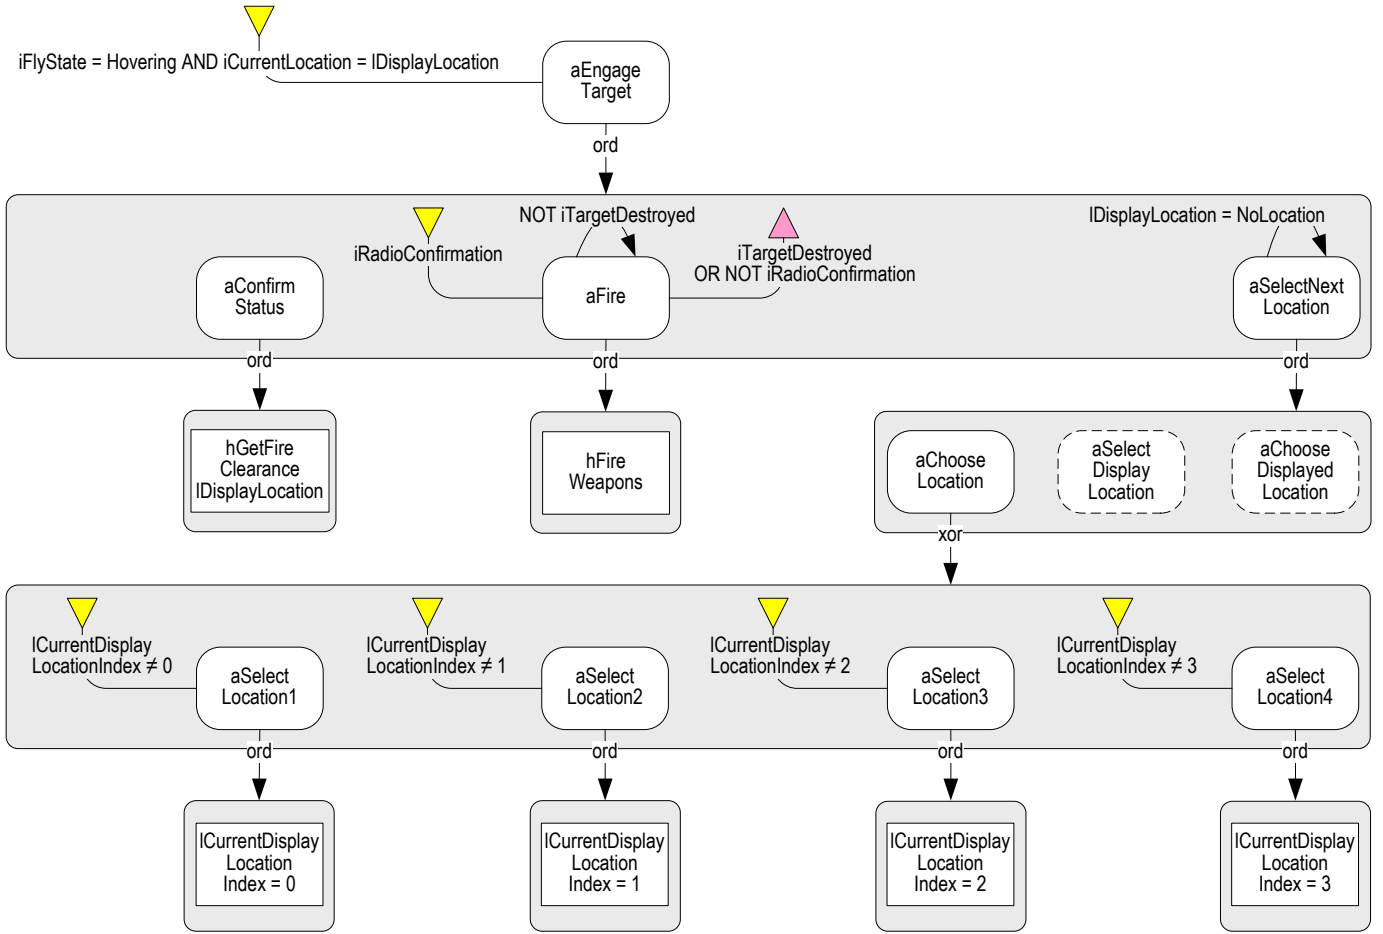 iFlyState = Hovering AND iCurrentLocation = lDisplayLocation
aEngage
Target
ord
NOT iTargetDestroyed
lDisplayLocation = NoLocation
iRadioConfirmation
iTargetDestroyed
OR NOT iRadioConfirmation
aConfirm
Status
aFire
aSelectNext
Location
ord
ord
ord
hGetFire
Clearance
lDisplayLocation
hFire
Weapons
aChoose
Location
aSelect
Display
Location
aChoose
Displayed
Location
xor
lCurrentDisplay
LocationIndex ≠ 0
aSelect
Location1
lCurrentDisplay
LocationIndex ≠ 1
aSelect
Location2
lCurrentDisplay
LocationIndex ≠ 2
aSelect
Location3
lCurrentDisplay
LocationIndex ≠ 3
aSelect
Location4
ord
ord
ord
ord
lCurrentDisplay
Location
Index = 0
lCurrentDisplay
Location
Index = 1
lCurrentDisplay
Location
Index = 2
lCurrentDisplay
Location
Index = 3